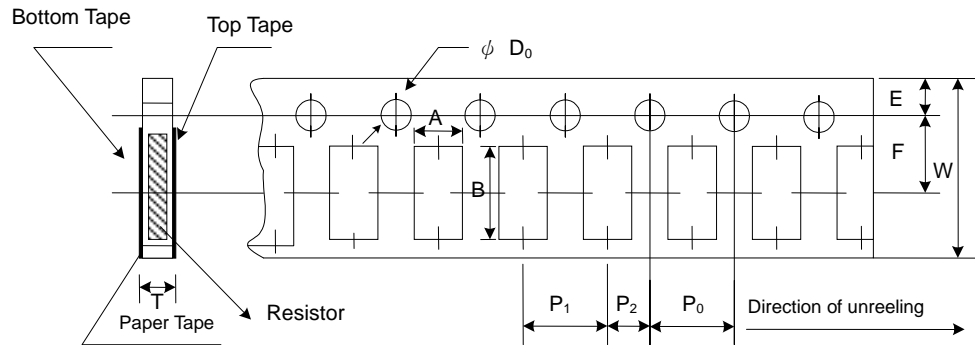 Bottom Tape
Top Tape
φ D₀
E
A
F
W
B
T
P₁
P₂
P₀
Direction of unreeling
Resistor
Paper Tape